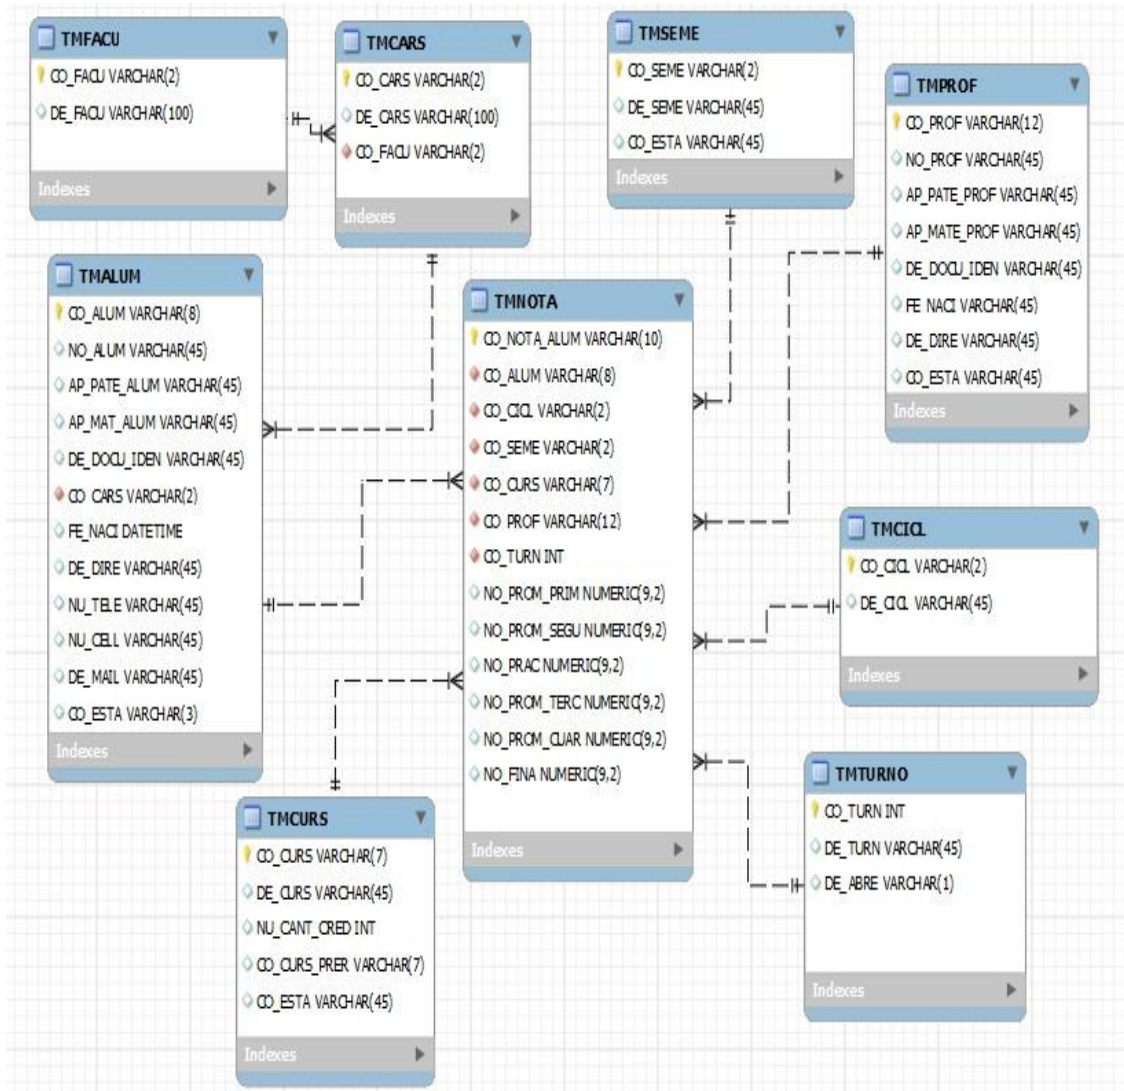 TMFACU
CO_FACU VARCHAR(2)
DE_FACU VARCHAR(100)
Indexes
TMCARS
CO_CARS VARCHAR(2)
DE_CARS VARCHAR(100)
CO_FACU VARCHAR(2)
Indexes
TMSEME
CO_SEME VARCHAR(2)
DE_SEME VARCHAR(45)
CO_ESTA VARCHAR(45)
Indexes
TMPROF
CO_PROF VARCHAR(12)
NO_PROF VARCHAR(45)
AP_PATE_PROF VARCHAR(45)
AP_MATE_PROF VARCHAR(45)
DE_DOCU_IDEN VARCHAR(45)
FE NACI VARCHAR(45)
DE_DIRE VARCHAR(45)
CO_ESTA VARCHAR(45)
Indexes
TMALUM
CO_ALUM VARCHAR(8)
NO_ALUM VARCHAR(45)
AP_PATE_ALUM VARCHAR(45)
AP_MAT_ALUM VARCHAR(45)
DE_DOCU_IDEN VARCHAR(45)
CO CARS VARCHAR(2)
FE_NACI DATETIME
DE_DIRE VARCHAR(45)
NU_TELE VARCHAR(45)
NU_CELL VARCHAR(45)
DE_MAIL VARCHAR(45)
CO_ESTA VARCHAR(3)
Indexes
TMNOTA
CO_NOTA_ALUM VARCHAR(10)
CO_ALUM VARCHAR(8)
CO_CICL VARCHAR(2)
CO_SEME VARCHAR(2)
CO_CURS VARCHAR(7)
CO PROF VARCHAR(12)
CO_TURN INT
NO_PROM_PRIM NUMERIC(9,2)
NO_PROM_SEGU NUMERIC(9,2)
NO_PRAC NUMERIC(9,2)
NO_PROM_TERC NUMERIC(9,2)
NO_PROM_CUAR NUMERIC(9,2)
NO_FINA NUMERIC(9,2)
Indexes
TMCICL
CO_CICL VARCHAR(2)
DE_CICL VARCHAR(45)
Indexes
TMTURNO
CO_TURN INT
DE_TURN VARCHAR(45)
DE_ABRE VARCHAR(1)
Indexes
TMCURS
CO_CURS VARCHAR(7)
DE_CURS VARCHAR(45)
NU_CANT_CRED INT
CO_CURS_PRER VARCHAR(7)
CO_ESTA VARCHAR(45)
Indexes